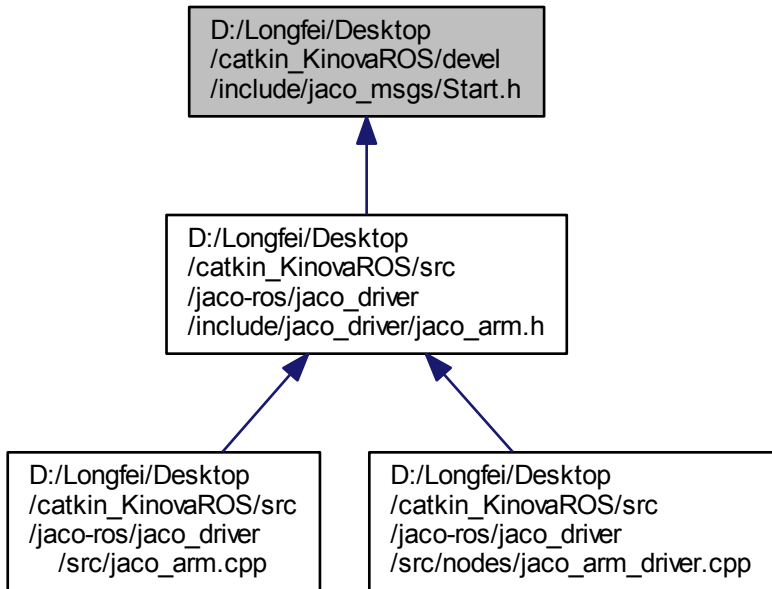 D:/Longfei/Desktop
/catkin_KinovaROS/devel
/include/jaco_msgs/Start.h
D:/Longfei/Desktop
/catkin_KinovaROS/src
/jaco-ros/jaco_driver
/include/jaco_driver/jaco_arm.h
D:/Longfei/Desktop
/catkin_KinovaROS/src
/jaco-ros/jaco_driver
/src/jaco_arm.cpp
D:/Longfei/Desktop
/catkin_KinovaROS/src
/jaco-ros/jaco_driver
/src/nodes/jaco_arm_driver.cpp